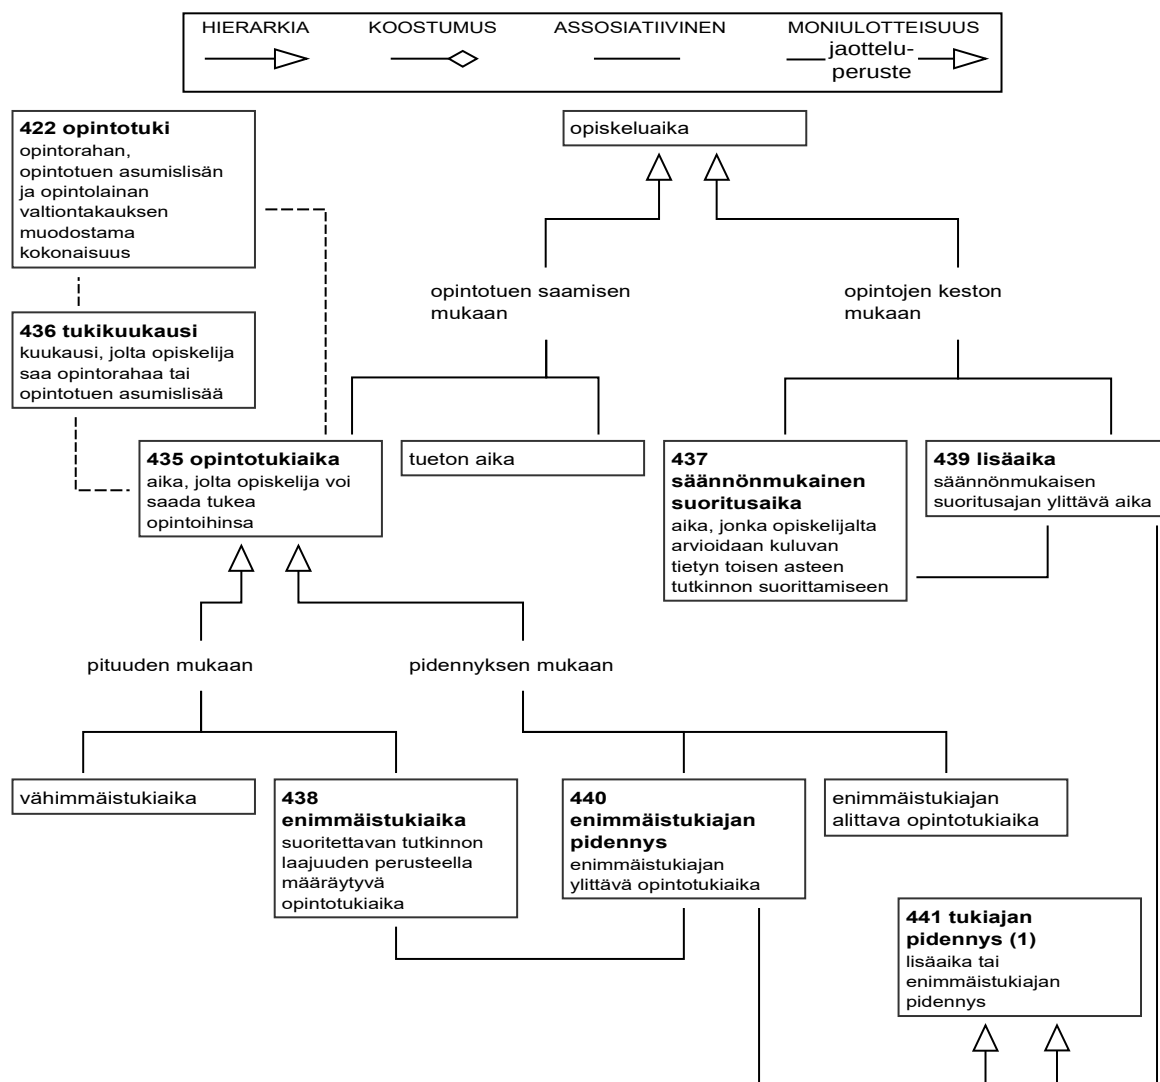 HIERARKIA
KOOSTUMUS
ASSOSIATIIVINEN
MONIULOTTEISUUS
jaottelu-
peruste
422 opintotuki
opintorahan,
opintotuen asumislisän
ja opintolainan
valtiontakauksen
muodostama
kokonaisuus
opiskeluaika
opintotuen saamisen
mukaan
opintojen keston
mukaan
436 tukikuukausi
kuukausi, jolta opiskelija
saa opintorahaa tai
opintotuen asumislisää
435 opintotukiaika
aika, jolta opiskelija voi
saada tukea
opintoihinsa
tueton aika
437
säännönmukainen
suoritusaika
aika, jonka opiskelijalta
arvioidaan kuluvan
tietyn toisen asteen
tutkinnon suorittamiseen
439 lisäaika
säännönmukaisen
suoritusajan ylittävä aika
pituuden mukaan
pidennyksen mukaan
vähimmäistukiaika
438
enimmäistukiaika
suoritettavan tutkinnon
laajuuden perusteella
määräytyvä
opintotukiaika
440
enimmäistukiajan
pidennys
enimmäistukiajan
ylittävä opintotukiaika
enimmäistukiajan
alittava opintotukiaika
441 tukiajan
pidennys (1)
lisäaika tai
enimmäistukiajan
pidennys